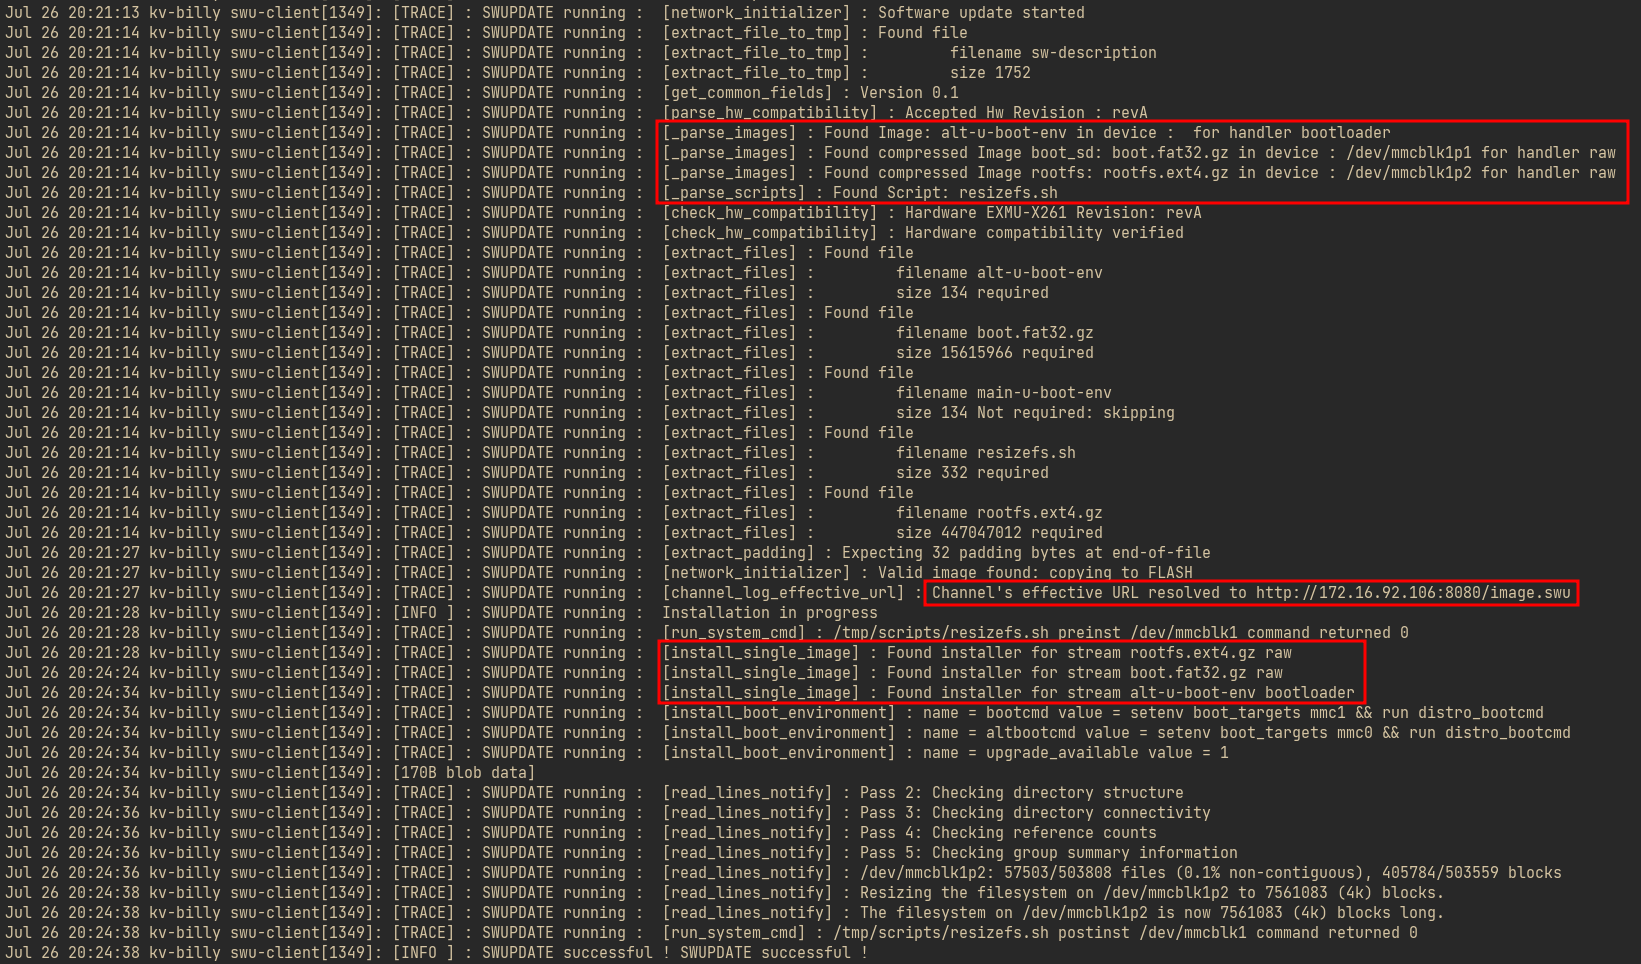 Jul 26 20:21:13 kv-billy swu-client[1349]: [TRACE] : SWUPDATE running :  [network_initializer] : Software update started
Jul 26 20:21:14 kv-billy swu-client[1349]: [TRACE] : SWUPDATE running :  [extract_file_to_tmp] : Found file
Jul 26 20:21:14 kv-billy swu-client[1349]: [TRACE] : SWUPDATE running :  [extract_file_to_tmp] :         filename sw-description
Jul 26 20:21:14 kv-billy swu-client[1349]: [TRACE] : SWUPDATE running :  [extract_file_to_tmp] :         size 1752
Jul 26 20:21:14 kv-billy swu-client[1349]: [TRACE] : SWUPDATE running :  [get_common_fields] : Version 0.1
Jul 26 20:21:14 kv-billy swu-client[1349]: [TRACE] : SWUPDATE running :  [parse_hw_compatibility] : Accepted Hw Revision : revA
Jul 26 20:21:14 kv-billy swu-client[1349]: [TRACE] : SWUPDATE running :  [_parse_images] : Found Image: alt-u-boot-env in device :  for handler bootloader
Jul 26 20:21:14 kv-billy swu-client[1349]: [TRACE] : SWUPDATE running :  [_parse_images] : Found compressed Image boot_sd: boot.fat32.gz in device : /dev/mmcblk1p1 for handler raw
Jul 26 20:21:14 kv-billy swu-client[1349]: [TRACE] : SWUPDATE running :  [_parse_images] : Found compressed Image rootfs: rootfs.ext4.gz in device : /dev/mmcblk1p2 for handler raw
Jul 26 20:21:14 kv-billy swu-client[1349]: [TRACE] : SWUPDATE running :  [_parse_scripts] : Found Script: resizefs.sh
Jul 26 20:21:14 kv-billy swu-client[1349]: [TRACE] : SWUPDATE running :  [check_hw_compatibility] : Hardware EXMU-X261 Revision: revA
Jul 26 20:21:14 kv-billy swu-client[1349]: [TRACE] : SWUPDATE running :  [check_hw_compatibility] : Hardware compatibility verified
Jul 26 20:21:14 kv-billy swu-client[1349]: [TRACE] : SWUPDATE running :  [extract_files] : Found file
Jul 26 20:21:14 kv-billy swu-client[1349]: [TRACE] : SWUPDATE running :  [extract_files] :         filename alt-u-boot-env
Jul 26 20:21:14 kv-billy swu-client[1349]: [TRACE] : SWUPDATE running :  [extract_files] :         size 134 required
Jul 26 20:21:14 kv-billy swu-client[1349]: [TRACE] : SWUPDATE running :  [extract_files] : Found file
Jul 26 20:21:14 kv-billy swu-client[1349]: [TRACE] : SWUPDATE running :  [extract_files] :         filename boot.fat32.gz
Jul 26 20:21:14 kv-billy swu-client[1349]: [TRACE] : SWUPDATE running :  [extract_files] :         size 15615966 required
Jul 26 20:21:14 kv-billy swu-client[1349]: [TRACE] : SWUPDATE running :  [extract_files] : Found file
Jul 26 20:21:14 kv-billy swu-client[1349]: [TRACE] : SWUPDATE running :  [extract_files] :         filename main-u-boot-env
Jul 26 20:21:14 kv-billy swu-client[1349]: [TRACE] : SWUPDATE running :  [extract_files] :         size 134 Not required: skipping
Jul 26 20:21:14 kv-billy swu-client[1349]: [TRACE] : SWUPDATE running :  [extract_files] : Found file
Jul 26 20:21:14 kv-billy swu-client[1349]: [TRACE] : SWUPDATE running :  [extract_files] :         filename resizefs.sh
Jul 26 20:21:14 kv-billy swu-client[1349]: [TRACE] : SWUPDATE running :  [extract_files] :         size 332 required
Jul 26 20:21:14 kv-billy swu-client[1349]: [TRACE] : SWUPDATE running :  [extract_files] : Found file
Jul 26 20:21:14 kv-billy swu-client[1349]: [TRACE] : SWUPDATE running :  [extract_files] :         filename rootfs.ext4.gz
Jul 26 20:21:14 kv-billy swu-client[1349]: [TRACE] : SWUPDATE running :  [extract_files] :         size 447047012 required
Jul 26 20:21:27 kv-billy swu-client[1349]: [TRACE] : SWUPDATE running :  [extract_padding] : Expecting 32 padding bytes at end-of-file
Jul 26 20:21:27 kv-billy swu-client[1349]: [TRACE] : SWUPDATE running :  [network_initializer] : Valid image found: copying to FLASH
Jul 26 20:21:27 kv-billy swu-client[1349]: [TRACE] : SWUPDATE running :  [channel_log_effective_url] : Channel's effective URL resolved to http://172.16.92.106:8080/image.swu
Jul 26 20:21:28 kv-billy swu-client[1349]: [INFO ] : SWUPDATE running :  Installation in progress
Jul 26 20:21:28 kv-billy swu-client[1349]: [TRACE] : SWUPDATE running :  [run_system_cmd] : /tmp/scripts/resizefs.sh preinst /dev/mmcblk1 command returned 0
Jul 26 20:21:28 kv-billy swu-client[1349]: [TRACE] : SWUPDATE running :  [install_single_image] : Found installer for stream rootfs.ext4.gz raw
Jul 26 20:24:24 kv-billy swu-client[1349]: [TRACE] : SWUPDATE running :  [install_single_image] : Found installer for stream boot.fat32.gz raw
Jul 26 20:24:34 kv-billy swu-client[1349]: [TRACE] : SWUPDATE running :  [install_single_image] : Found installer for stream alt-u-boot-env bootloader
Jul 26 20:24:34 kv-billy swu-client[1349]: [TRACE] : SWUPDATE running :  [install_boot_environment] : name = bootcmd value = setenv boot_targets mmc1 && run distro_bootcmd
Jul 26 20:24:34 kv-billy swu-client[1349]: [TRACE] : SWUPDATE running :  [install_boot_environment] : name = altbootcmd value = setenv boot_targets mmc0 && run distro_bootcmd
Jul 26 20:24:34 kv-billy swu-client[1349]: [TRACE] : SWUPDATE running :  [install_boot_environment] : name = upgrade_available value = 1
Jul 26 20:24:34 kv-billy swu-client[1349]: [170B blob data]
Jul 26 20:24:34 kv-billy swu-client[1349]: [TRACE] : SWUPDATE running :  [read_lines_notify] : Pass 2: Checking directory structure
Jul 26 20:24:36 kv-billy swu-client[1349]: [TRACE] : SWUPDATE running :  [read_lines_notify] : Pass 3: Checking directory connectivity
Jul 26 20:24:36 kv-billy swu-client[1349]: [TRACE] : SWUPDATE running :  [read_lines_notify] : Pass 4: Checking reference counts
Jul 26 20:24:36 kv-billy swu-client[1349]: [TRACE] : SWUPDATE running :  [read_lines_notify] : Pass 5: Checking group summary information
Jul 26 20:24:36 kv-billy swu-client[1349]: [TRACE] : SWUPDATE running :  [read_lines_notify] : /dev/mmcblk1p2: 57503/503808 files (0.1% non-contiguous), 405784/503559 blocks
Jul 26 20:24:38 kv-billy swu-client[1349]: [TRACE] : SWUPDATE running :  [read_lines_notify] : Resizing the filesystem on /dev/mmcblk1p2 to 7561083 (4k) blocks.
Jul 26 20:24:38 kv-billy swu-client[1349]: [TRACE] : SWUPDATE running :  [read_lines_notify] : The filesystem on /dev/mmcblk1p2 is now 7561083 (4k) blocks long.
Jul 26 20:24:38 kv-billy swu-client[1349]: [TRACE] : SWUPDATE running :  [run_system_cmd] : /tmp/scripts/resizefs.sh postinst /dev/mmcblk1 command returned 0
Jul 26 20:24:38 kv-billy swu-client[1349]: [INFO ] : SWUPDATE successful ! SWUPDATE successful !